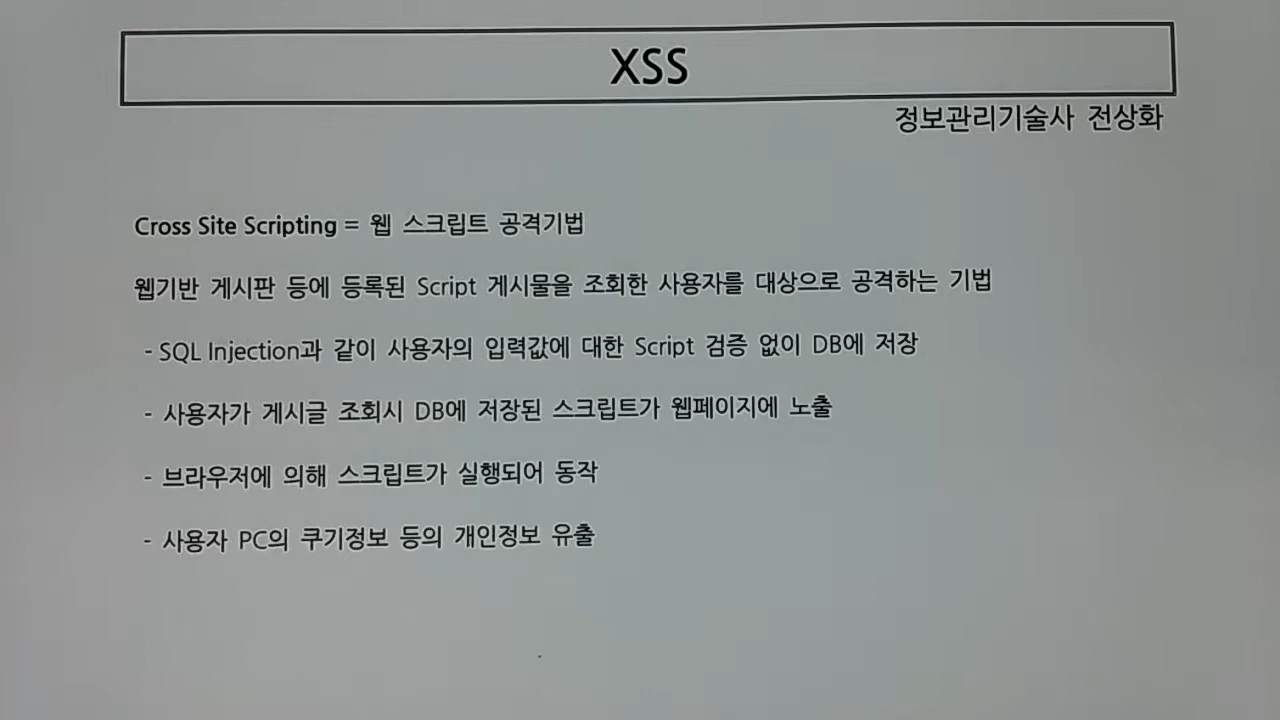 XSS
정보관리기술사 전상화
Cross Site Scripting = 웹 스크립트 공격기법
웹기반 게시판 등에 등록된 Script 게시물을 조회한 사용자를 대상으로 공격하는 기법
- SQL Injection과 같이 사용자의 입력값에 대한 Script 검증 없이 DB에 저장
- 사용자가 게시글 조회시 DB에 저장된 스크립트가 웹페이지에 노출
- 브라우저에 의해 스크립트가 실행되어 동작
- 사용자 PC의 쿠기정보 등의 개인정보 유출